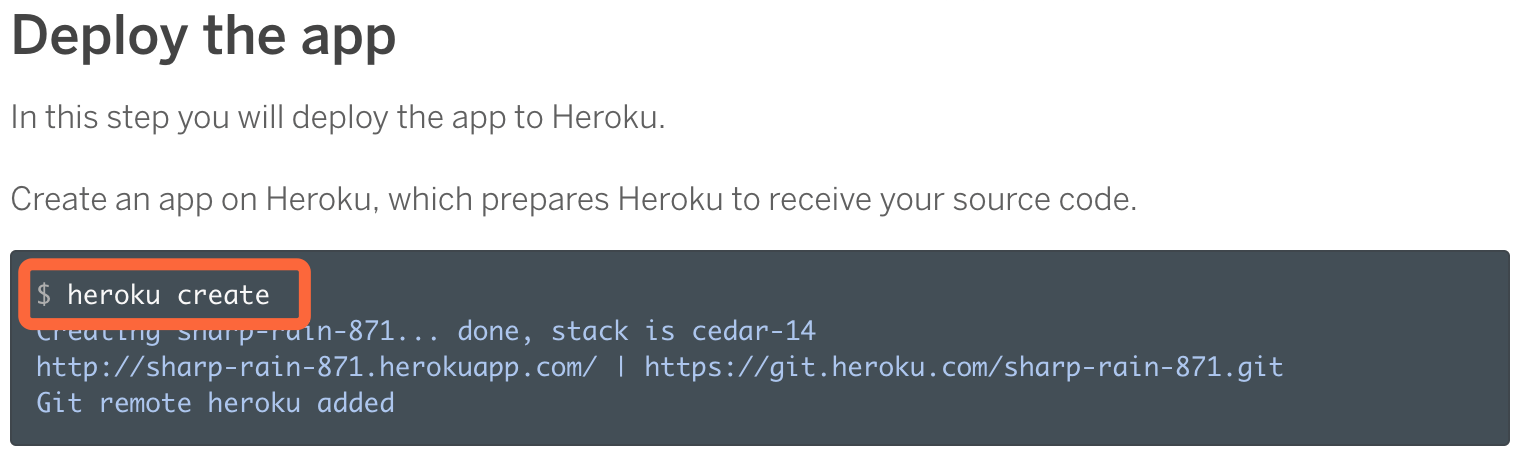 Deploy the app
In this step you will deploy the app to Heroku.
Create an app on Heroku, which prepares Heroku to receive your source code.
$ heroku create
Creating sharp-rain-871... done, stack is cedar-14
http://sharp-rain-871.herokuapp.com/ | https://git.heroku.com/sharp-rain-871.git
Git remote heroku added